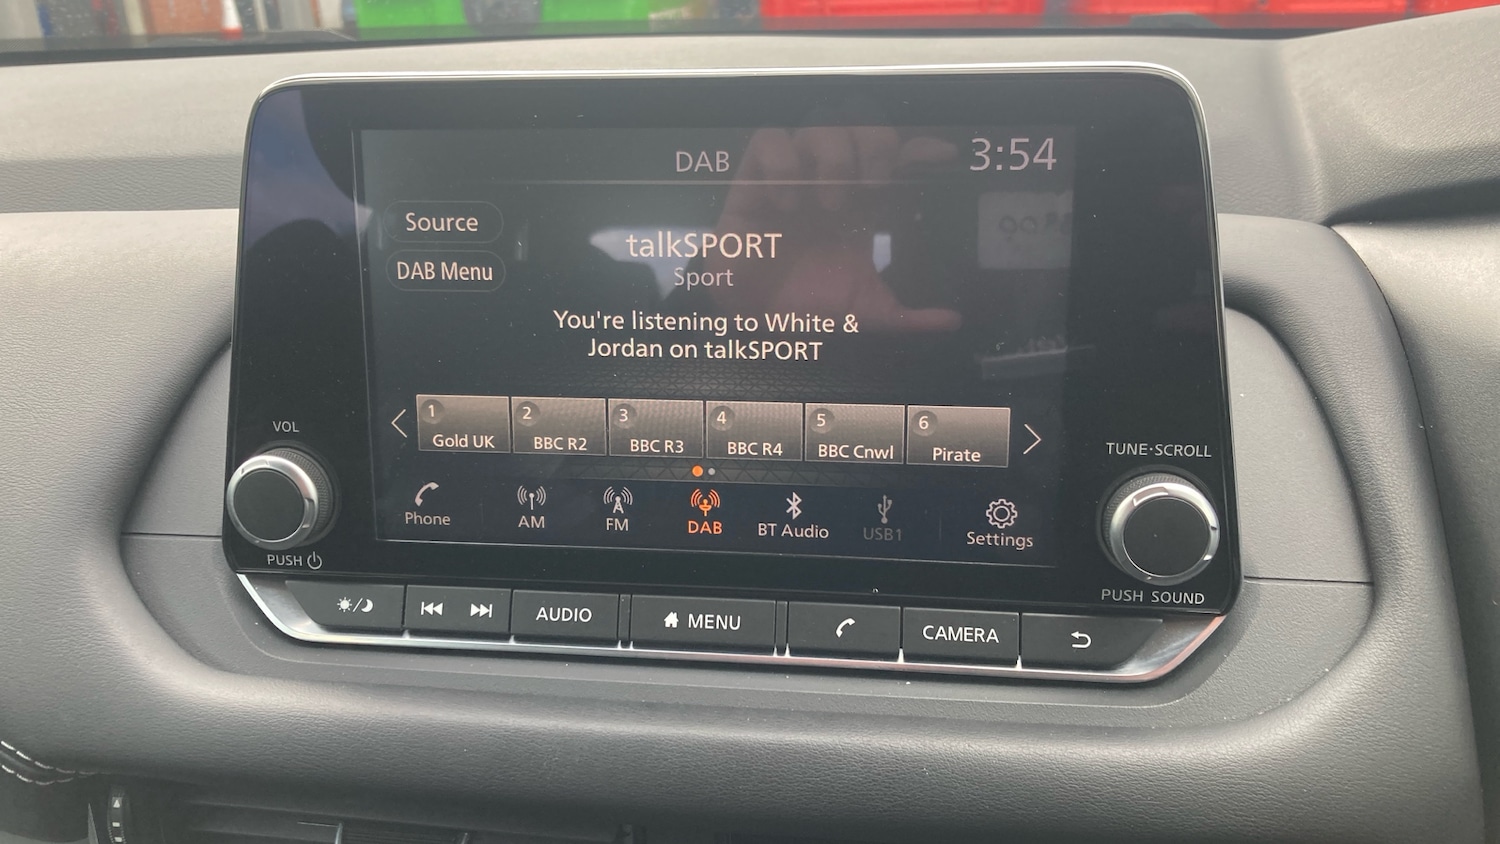 DAB
3:54
Source
DAB Menu
talkSPORT
Sport
You're listening to White &
Jordan on talkSPORT
1 Gold UK
2 BBC R2
3 BBC R3
4 BBC R4
5 BBC Cnwl
6 Pirate
Phone
AM
FM
DAB
BT Audio
USB1
Settings
VOL
PUSH
TUNE·SCROLL
PUSH SOUND
AUDIO
MENU
CAMERA